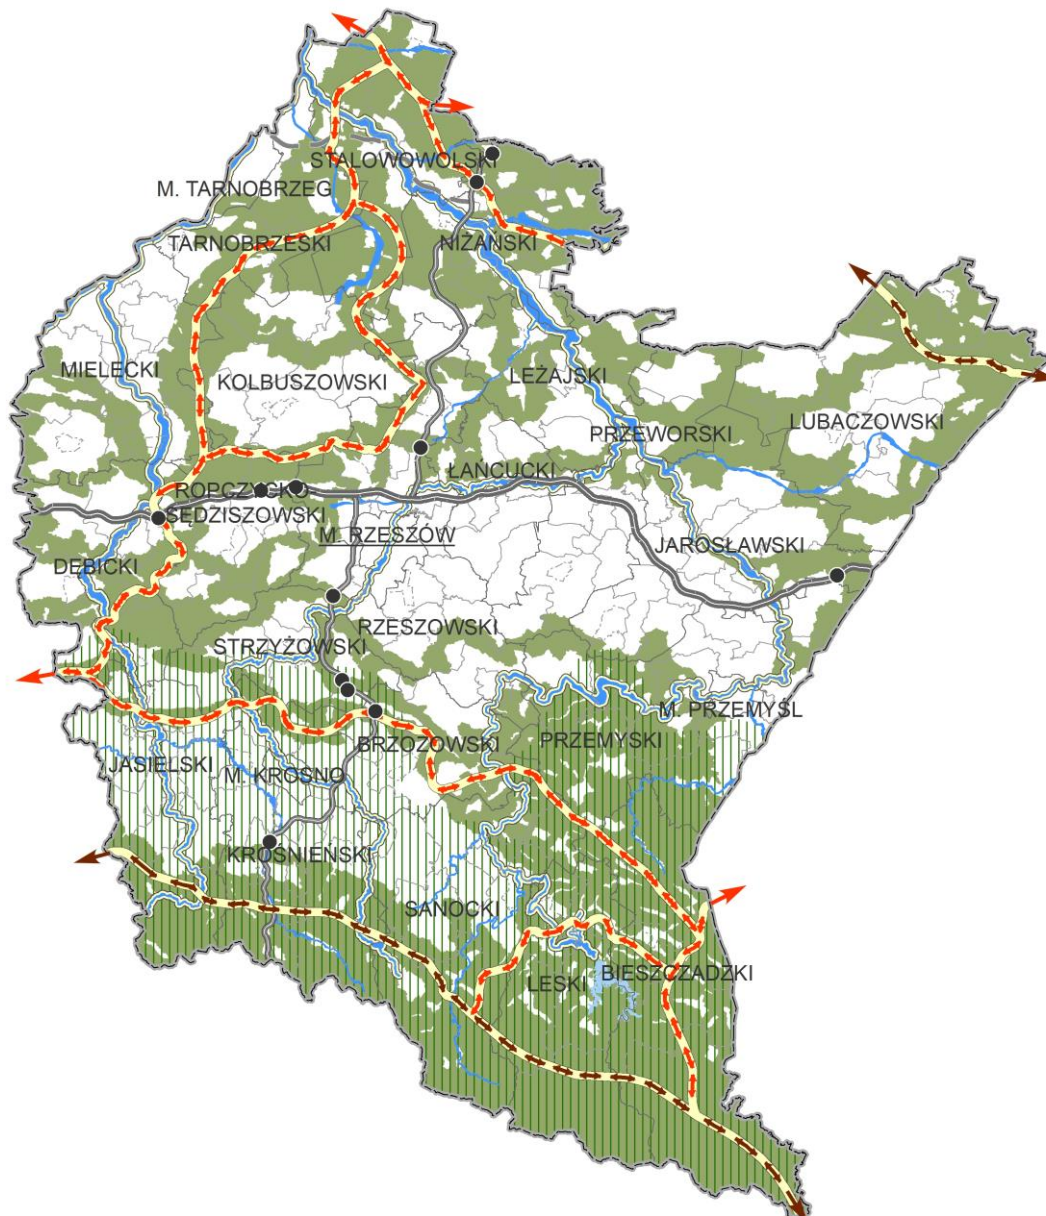 STALOWOWOLSKI
M. TARNOBRZEG
TARNOBRZESKI
NIŻAŃSKI
MIELECKI
KOLBUSZOWSKI
LEŻAJSKI
LUBACZOWSKI
PRZEWORSKI
ŁAŃCUCKI
ROPCZYCKO
SĘDZISZOWSKI
M. RZESZÓW
JAROSŁAWSKI
DĘBICKI
RZESZOWSKI
STRZYŻOWSKI
M. PRZEMYŚL
PRZEMYSKI
BRZOZOWSKI
JASIELSKI
M. KROSNO
KROŚNIEŃSKI
SANOCKI
BIESZCZADZKI
LESKI